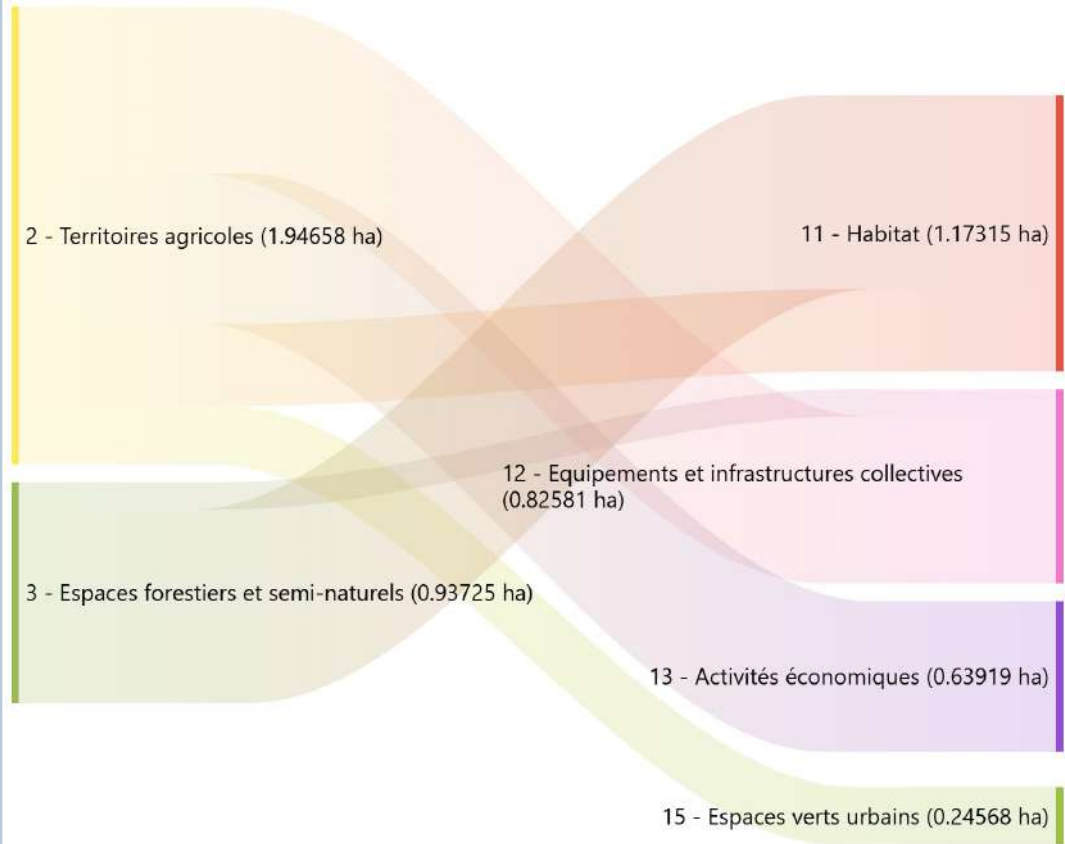 2 - Territoires agricoles (1.94658 ha)
11 - Habitat (1.17315 ha)
12 - Equipements et infrastructures collectives
(0.82581 ha)
3 - Espaces forestiers et semi-naturels (0.93725 ha)
13 - Activités économiques (0.63919 ha)
15 - Espaces verts urbains (0.24568 ha)